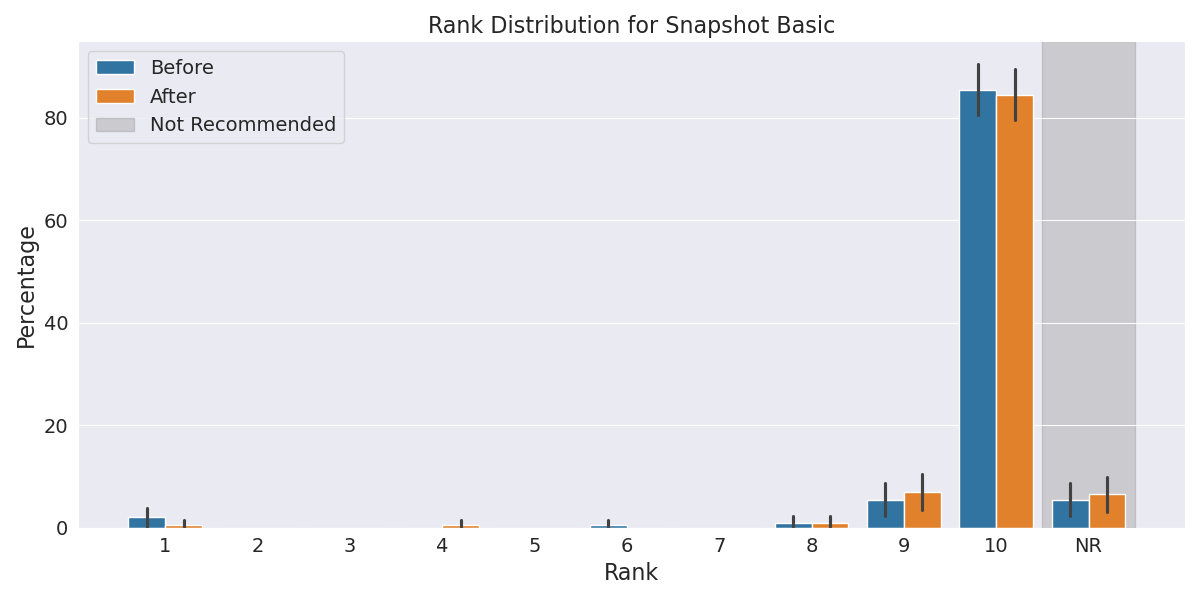 Rank Distribution for Snapshot Basic
Before
After
Not Recommended
Percentage
80
60
40
20
0
1 2 3 4 5 6 7 8 9 10 NR
Rank